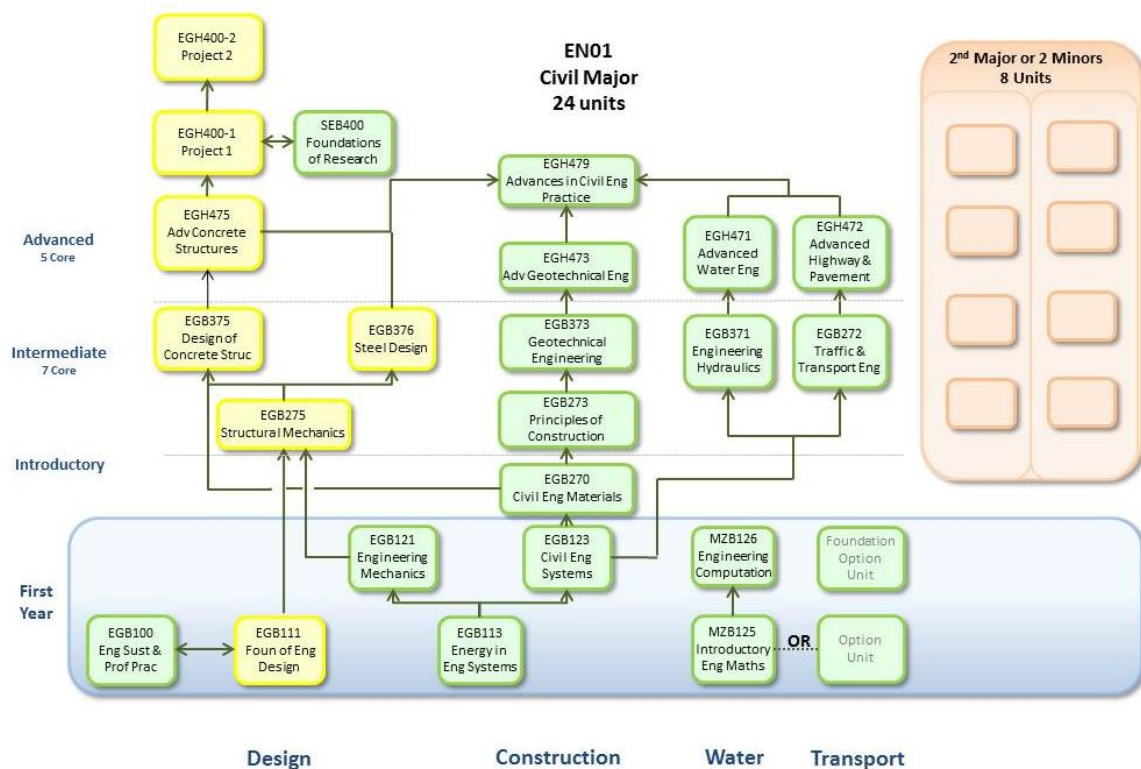 EGH400-2
Project 2
EN01
Civil Major
24 units
2nd Major or 2 Minors
8 Units
EGH400-1
Project 1
SEB400
Foundations
of Research
EGH479
Advances in Civil Eng
Practice
Advanced
5 Core
EGH475
Adv Concrete
Structures
EGH473
Adv Geotechnical Eng
EGH471
Advanced
Water Eng
EGH472
Advanced
Highway &
Pavement
Intermediate
7 Core
EGB375
Design of
Concrete Struc
EGB376
Steel Design
EGB373
Geotechnical
Engineering
EGB371
Engineering
Hydraulics
EGB272
Traffic &
Transport Eng
EGB275
Structural Mechanics
EGB273
Principles of
Construction
Introductory
EGB270
Civil Eng Materials
First
Year
EGB121
Engineering
Mechanics
EGB123
Civil Eng
Systems
MZB126
Engineering
Computation
Foundation
Option
Unit
EGB100
Eng Sust &
Prof Prac
EGB111
Foun of Eng
Design
EGB113
Energy in
Eng Systems
MZB125
Introductory
Eng Maths
OR
Option
Unit
Design
Construction
Water
Transport